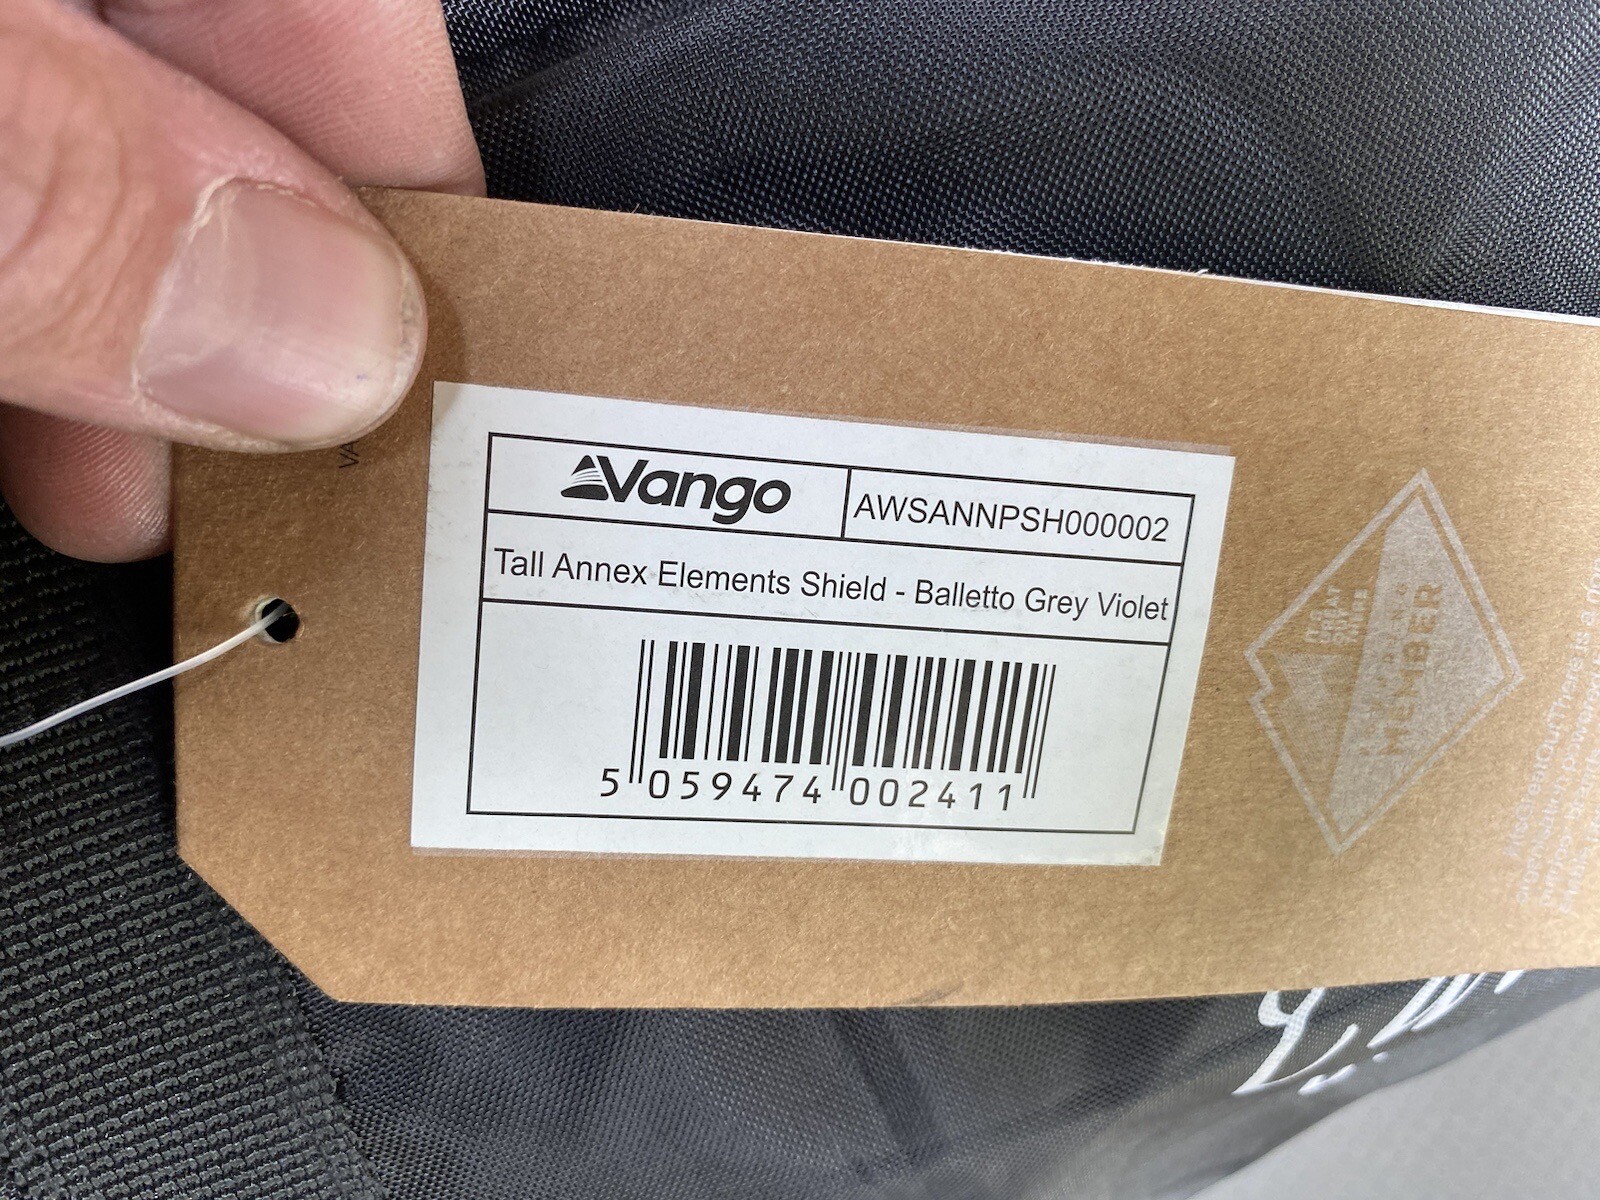 Vango
AWSANNPSH000002
Tall Annex Elements Shield - Balletto Grey Violet
5 059474 002411
MEMBER